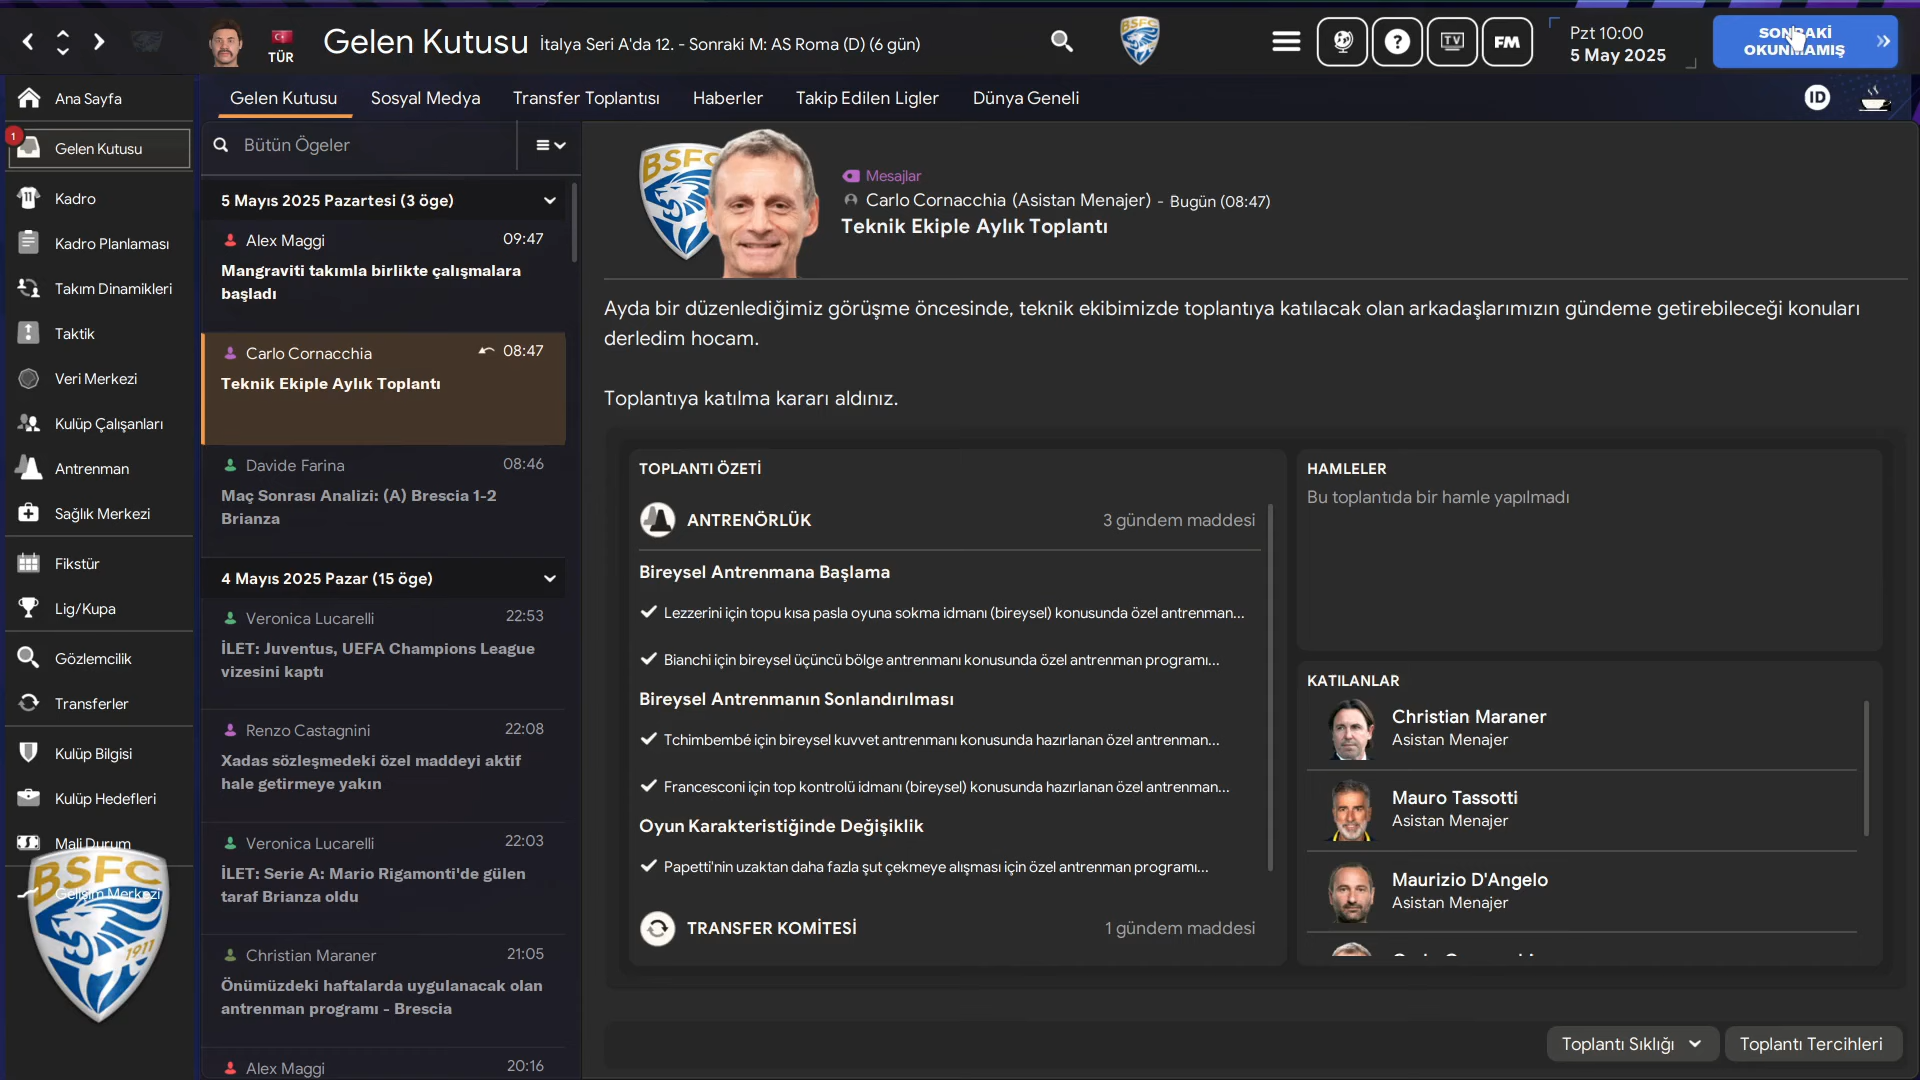 TÜR
Gelen Kutusu
İtalya Seri A'da 12. - Sonraki M: AS Roma (D) (6 gün)
BSFC
?
TV
FM
Pzt 10:00
5 May 2025
SONRAKİ
OKUNMAMIŞ
Ana Sayfa
1
Gelen Kutusu
Kadro
Kadro Planlaması
Takım Dinamikleri
Taktik
Veri Merkezi
Kulüp Çalışanları
Antrenman
Sağlık Merkezi
Fikstür
Lig/Kupa
Gözlemcilik
Transferler
Kulüp Bilgisi
Kulüp Hedefleri
Mali Durum
Gelişim Merkezi
BSFC
1911
Gelen Kutusu
Sosyal Medya
Transfer Toplantısı
Haberler
Takip Edilen Ligler
Dünya Geneli
ID
Bütün Ögeler
5 Mayıs 2025 Pazartesi (3 öge)
Alex Maggi 09:47
Mangraviti takımla birlikte çalışmalara
başladı
Carlo Cornacchia 08:47
Teknik Ekiple Aylık Toplantı
Davide Farina 08:46
Maç Sonrası Analizi: (A) Brescia 1-2
Brianza
4 Mayıs 2025 Pazar (15 öge)
Veronica Lucarelli 22:53
İLET: Juventus, UEFA Champions League
vizesini kaptı
Renzo Castagnini 22:08
Xadas sözleşmedeki özel maddeyi aktif
hale getirmeye yakın
Veronica Lucarelli 22:03
İLET: Serie A: Mario Rigamonti'de gülen
taraf Brianza oldu
Christian Maraner 21:05
Önümüzdeki haftalarda uygulanacak olan
antrenman programı - Brescia
Alex Maggi 20:16
BSFC
Mesajlar
Carlo Cornacchia (Asistan Menajer) - Bugün (08:47)
Teknik Ekiple Aylık Toplantı
Ayda bir düzenlediğimiz görüşme öncesinde, teknik ekibimizde toplantıya katılacak olan arkadaşlarımızın gündeme getirebileceği konuları
derledim hocam.
Toplantıya katılma kararı aldınız.
TOPLANTI ÖZETİ
ANTRENÖRLÜK 3 gündem maddesi
Bireysel Antrenmana Başlama
Lezzerini için topu kısa pasla oyuna sokma idmanı (bireysel) konusunda özel antrenman...
Bianchi için bireysel üçüncü bölge antrenmanı konusunda özel antrenman programı...
Bireysel Antrenmanın Sonlandırılması
Tchimbembé için bireysel kuvvet antrenmanı konusunda hazırlanan özel antrenman...
Francesconi için top kontrolü idmanı (bireysel) konusunda hazırlanan özel antrenman...
Oyun Karakteristiğinde Değişiklik
Papetti'nin uzaktan daha fazla şut çekmeye alışması için özel antrenman programı...
TRANSFER KOMİTESİ 1 gündem maddesi
HAMLELER
Bu toplantıda bir hamle yapılmadı
KATILANLAR
Christian Maraner
Asistan Menajer
Mauro Tassotti
Asistan Menajer
Maurizio D'Angelo
Asistan Menajer
Toplantı Sıklığı
Toplantı Tercihleri